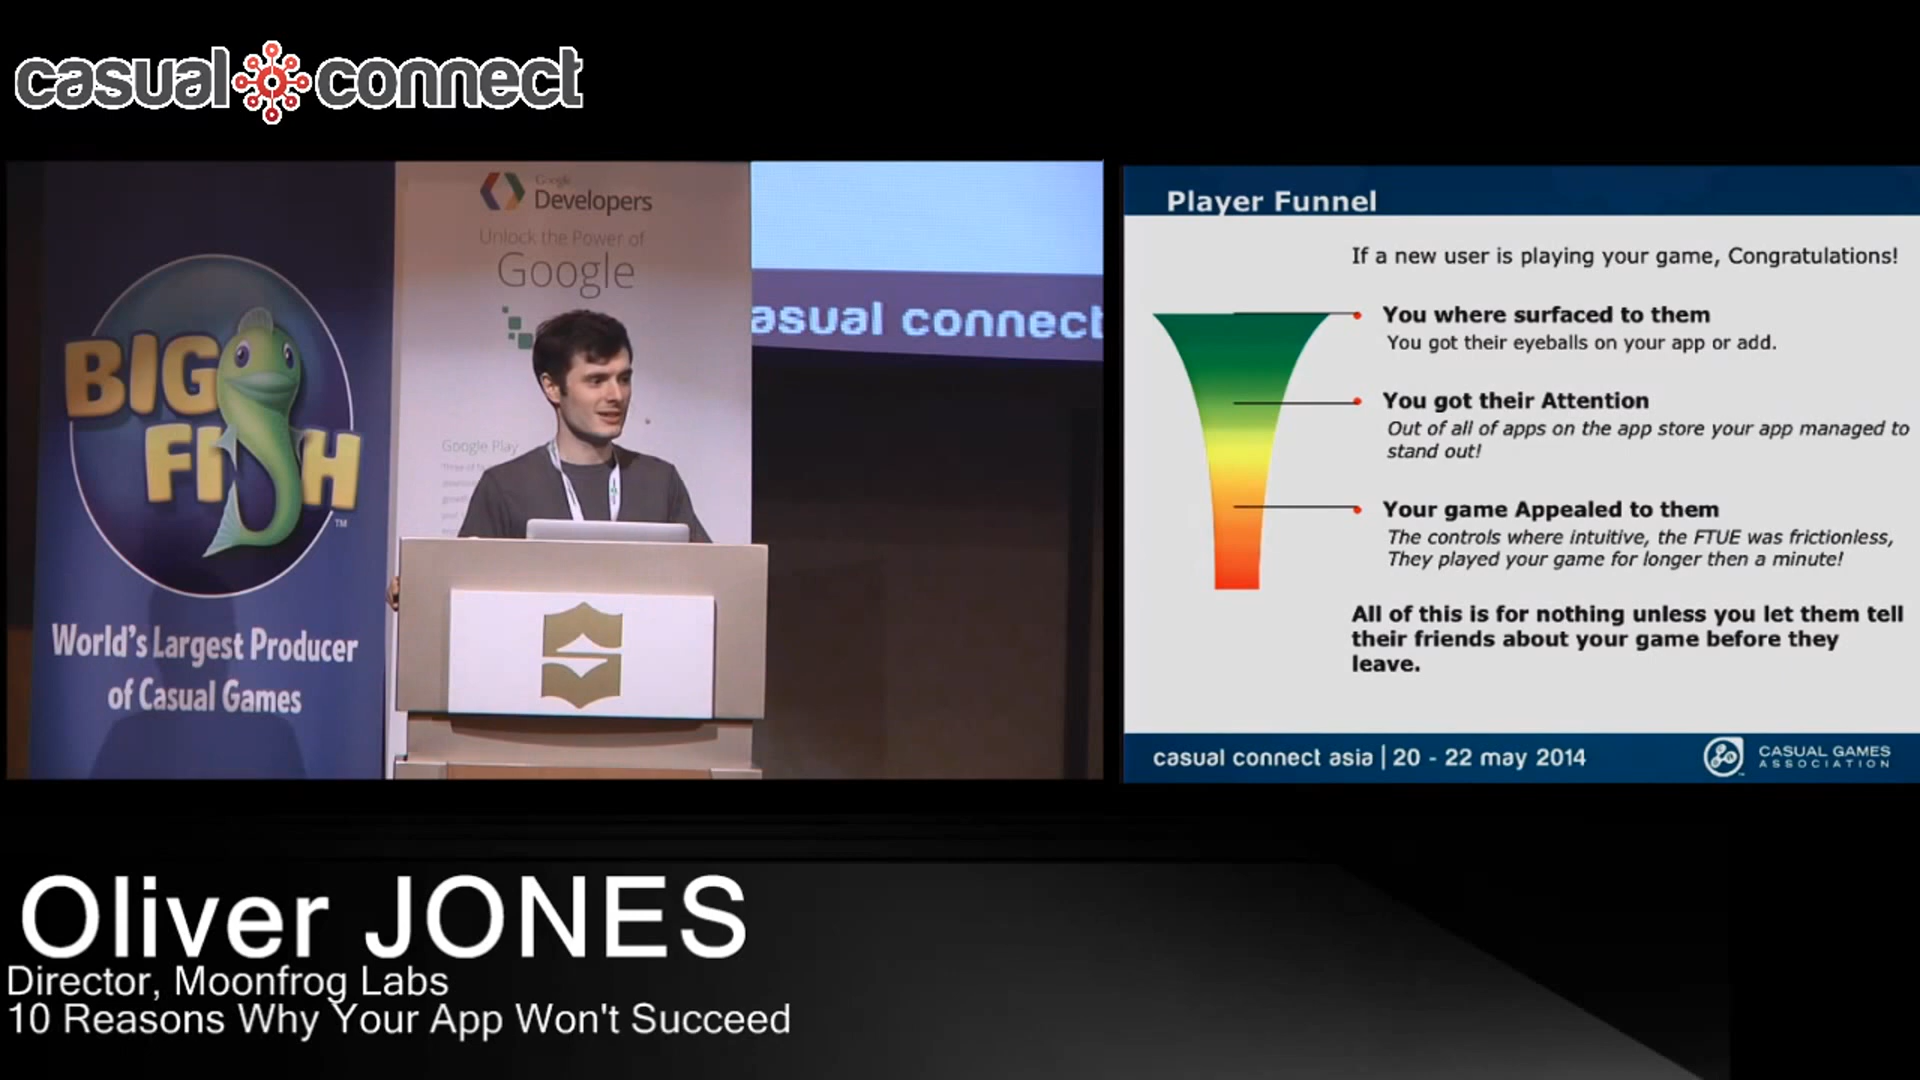 casual connect
BIG
FISH
TM
World's Largest Producer
of Casual Games
Google
Developers
Unlock the Power of
Google
Google Play
asual connect
Player Funnel
If a new user is playing your game, Congratulations!
You where surfaced to them
You got their eyeballs on your app or add.
You got their Attention
Out of all of apps on the app store your app managed to
stand out!
Your game Appealed to them
The controls where intuitive, the FTUE was frictionless,
They played your game for longer then a minute!
All of this is for nothing unless you let them tell
their friends about your game before they
leave.
casual connect asia | 20 - 22 may 2014
CASUAL GAMES
ASSOCIATION
Oliver JONES
Director, Moonfrog Labs
10 Reasons Why Your App Won't Succeed